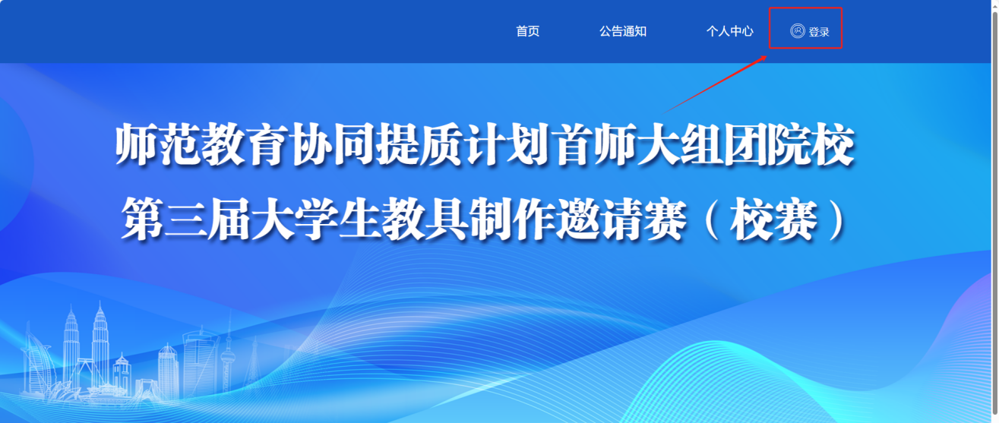 首页 公告通知 个人中心 登录
师范教育协同提质计划首师大组团院校
第三届大学生教具制作邀请赛（校赛）